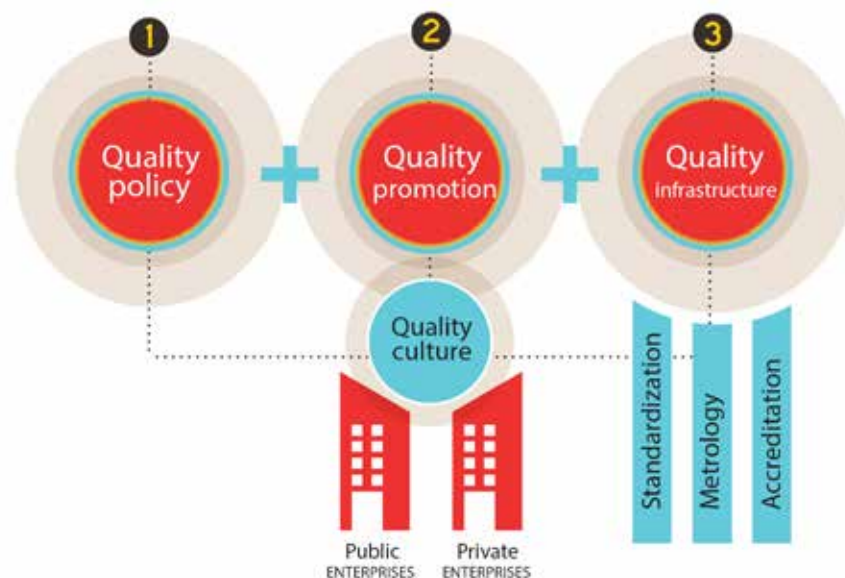 1
2
3
Quality
policy
Quality
promotion
Quality
infrastructure
Quality
culture
Standardization
Metrology
Accreditation
Public
ENTERPRISES
Private
ENTERPRISES